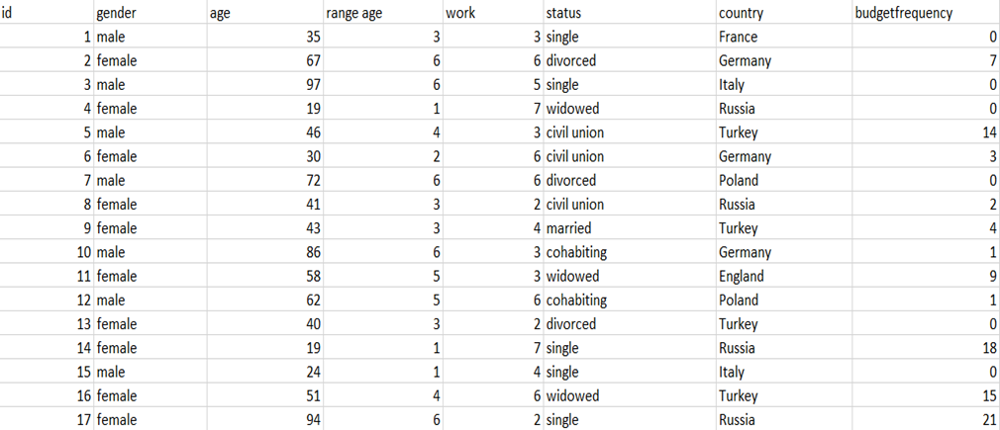 id gender age range age work status country budgetfrequency
1 male 35 3 3 single France 0
2 female 67 6 6 divorced Germany 7
3 male 97 6 5 single Italy 0
4 female 19 1 7 widowed Russia 0
5 male 46 4 3 civil union Turkey 14
6 female 30 2 6 civil union Germany 3
7 male 72 6 6 divorced Poland 0
8 female 41 3 2 civil union Russia 2
9 female 43 3 4 married Turkey 4
10 male 86 6 3 cohabiting Germany 1
11 female 58 5 3 widowed England 9
12 male 62 5 6 cohabiting Poland 1
13 female 40 3 2 divorced Turkey 0
14 female 19 1 7 single Russia 18
15 male 24 1 4 single Italy 0
16 female 51 4 6 widowed Turkey 15
17 female 94 6 2 single Russia 21